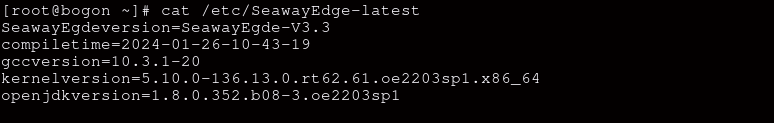 [root@bogon ~]# cat /etc/SeawayEdge-latest
SeawayEgdeversion=SeawayEgde-V3.3
compiletime=2024-01-26-10-43-19
gccversion=10.3.1-20
kernelversion=5.10.0-136.13.0.rt62.61.oe2203sp1.x86_64
openjdkversion=1.8.0.352.b08-3.oe2203sp1